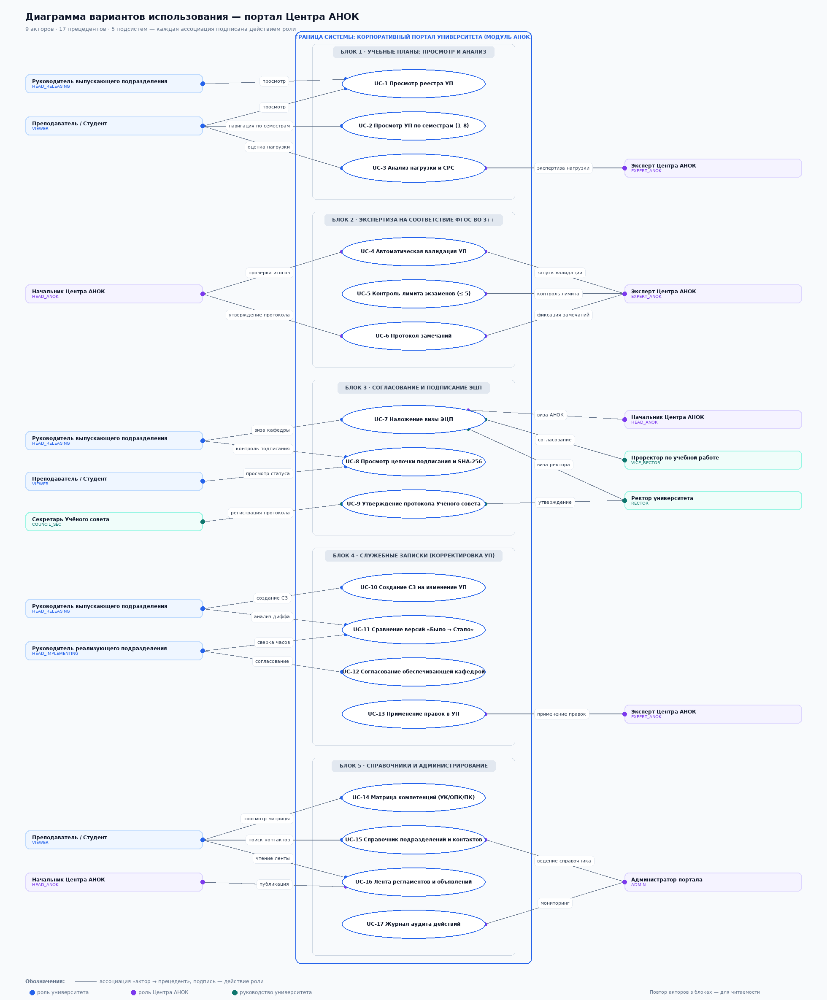 Диаграмма вариантов использования — портал Центра АНОК
9 акторов · 17 прецедентов · 5 подсистем — каждая ассоциация подписана действием роли
ГРАНИЦА СИСТЕМЫ: КОРПОРАТИВНЫЙ ПОРТАЛ УНИВЕРСИТЕТА (МОДУЛЬ АНОК)
БЛОК 1 · УЧЕБНЫЕ ПЛАНЫ: ПРОСМОТР И АНАЛИЗ
Руководитель выпускающего подразделения
HEAD_RELEASING
просмотр
UC-1 Просмотр реестра УП
просмотр
Преподаватель / Студент
VIEWER
навигация по семестрам
UC-2 Просмотр УП по семестрам (1–8)
оценка нагрузки
UC-3 Анализ нагрузки и СРС
экспертиза нагрузки
Эксперт Центра АНОК
EXPERT_ANOK
БЛОК 2 · ЭКСПЕРТИЗА НА СООТВЕТСТВИЕ ФГОС ВО 3++
UC-4 Автоматическая валидация УП
проверка итогов
запуск валидации
Начальник Центра АНОК
HEAD_ANOK
UC-5 Контроль лимита экзаменов (≤ 5)
контроль лимита
Эксперт Центра АНОК
EXPERT_ANOK
утверждение протокола
фиксация замечаний
UC-6 Протокол замечаний
БЛОК 3 · СОГЛАСОВАНИЕ И ПОДПИСАНИЕ ЭЦП
UC-7 Наложение визы ЭЦП
виза АНОК
Начальник Центра АНОК
HEAD_ANOK
виза кафедры
Руководитель выпускающего подразделения
HEAD_RELEASING
согласование
контроль подписания
UC-8 Просмотр цепочки подписания и SHA-256
Проректор по учебной работе
VICE_RECTOR
виза ректора
просмотр статуса
Преподаватель / Студент
VIEWER
UC-9 Утверждение протокола Учёного совета
утверждение
Ректор университета
RECTOR
регистрация протокола
Секретарь Учёного совета
COUNCIL_SEC
БЛОК 4 · СЛУЖЕБНЫЕ ЗАПИСКИ (КОРРЕКТИРОВКА УП)
UC-10 Создание СЗ на изменение УП
создание СЗ
Руководитель выпускающего подразделения
HEAD_RELEASING
анализ диффа
UC-11 Сравнение версий «Было → Стало»
сверка часов
Руководитель реализующего подразделения
HEAD_IMPLEMENTING
согласование
UC-12 Согласование обеспечивающей кафедрой
UC-13 Применение правок в УП
применение правок
Эксперт Центра АНОК
EXPERT_ANOK
БЛОК 5 · СПРАВОЧНИКИ И АДМИНИСТРИРОВАНИЕ
UC-14 Матрица компетенций (УК/ОПК/ПК)
просмотр матрицы
Преподаватель / Студент
VIEWER
поиск контактов
UC-15 Справочник подразделений и контактов
чтение ленты
ведение справочника
Начальник Центра АНОК
HEAD_ANOK
публикация
UC-16 Лента регламентов и объявлений
Администратор портала
ADMIN
мониторинг
UC-17 Журнал аудита действий
Обозначения:
ассоциация «актор → прецедент», подпись — действие роли
роль университета
роль Центра АНОК
руководство университета
Повтор акторов в блоках — для читаемости